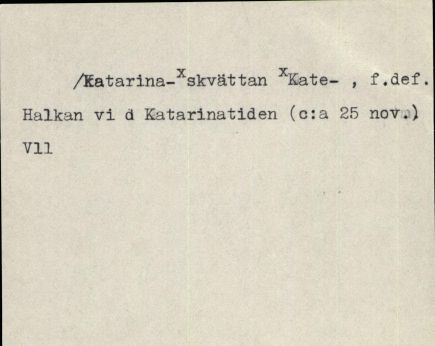 /Katarina-ˣskvättan ˣKate- , f.def.
Halkan vi d Katarinatiden (c:a 25 nov.)
Vll